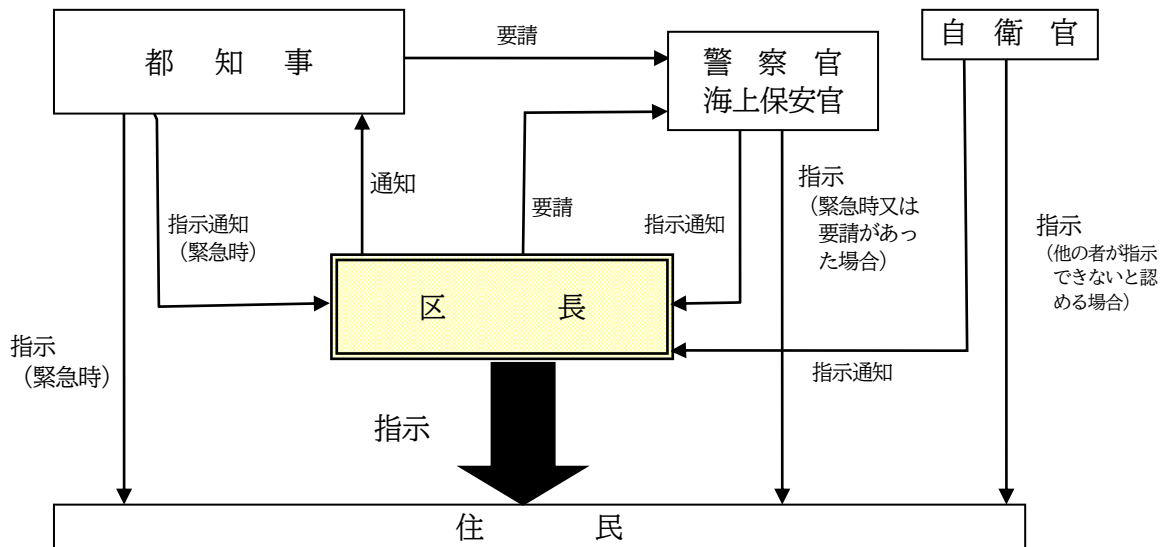 都　知　事
要請
警　察　官
海上保安官
自　衛　官
通知
要請
指示通知
（緊急時）
指示通知
指示
（緊急時又は
要請があっ
た場合）
指示
（他の者が指示
できないと認
める場合）
区　　　長
指示
（緊急時）
指示通知
指示
住　　　民